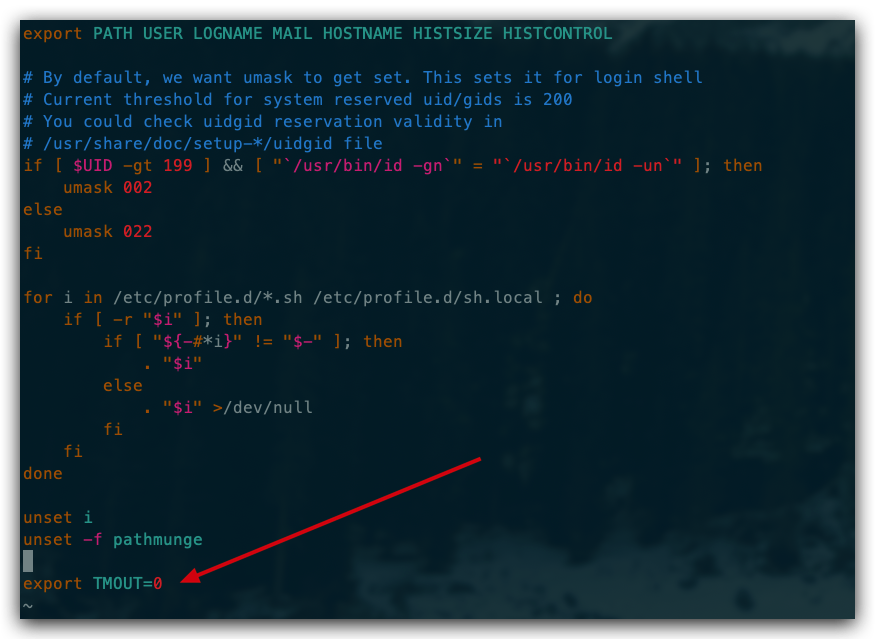 export PATH USER LOGNAME MAIL HOSTNAME HISTSIZE HISTCONTROL
# By default, we want umask to get set. This sets it for login shell
# Current threshold for system reserved uid/gids is 200
# You could check uidgid reservation validity in
# /usr/share/doc/setup-*/uidgid file
if [ $UID -gt 199 ] && [ "`/usr/bin/id -gn`" = "`/usr/bin/id -un`" ]; then
    umask 002
else
    umask 022
fi
for i in /etc/profile.d/*.sh /etc/profile.d/sh.local ; do
    if [ -r "$i" ]; then
        if [ "${-#*i}" != "$-" ]; then
            . "$i"
        else
            . "$i" >/dev/null
        fi
    fi
done
unset i
unset -f pathmunge
export TMOUT=0
~